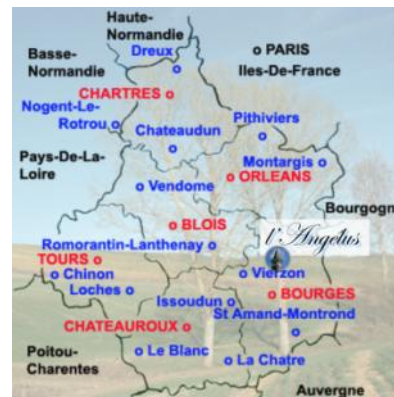 Haute-
Normandie
Dreux
PARIS
Basse-
Normandie
Iles-De-France
CHARTRES
Nogent-Le-
Rotrou
Pithiviers
Chateaudun
Pays-De-La-
Loire
Montargis
ORLEANS
Vendome
Bourgogn
BLOIS
l'Angelus
Romorantin-Lanthenay
TOURS
Chinon
Vierzon
Loches
Issoudun
BOURGES
St Amand-Montrond
CHATEAUROUX
Poitou-
Charentes
Le Blanc
La Chatre
Auvergne